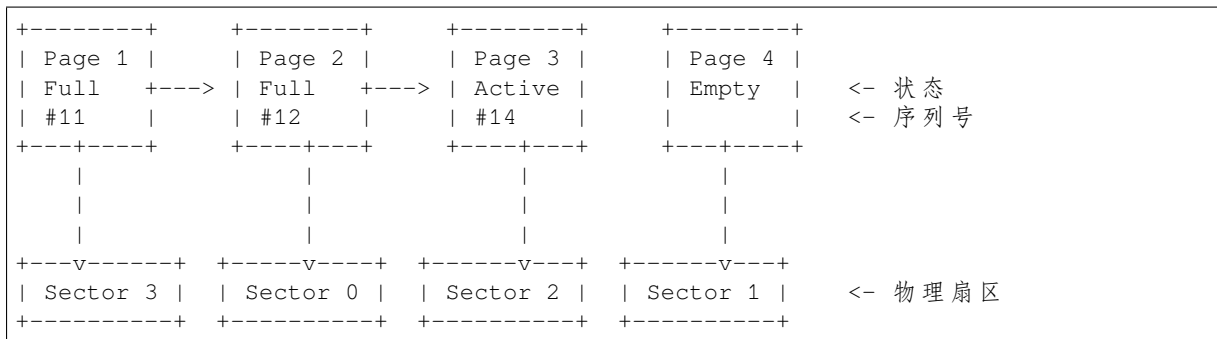 +--------+     +--------+     +--------+     +--------+
| Page 1 |     | Page 2 |     | Page 3 |     | Page 4 |
| Full   +---> | Full   +---> | Active |     | Empty  |   <- 状态
| #11    |     | #12    |     | #14    |     |        |   <- 序列号
+---+----+     +----+---+     +----+---+     +---+----+
    |               |              |             |
    |               |              |             |
    |               |              |             |
+---v------+  +-----v----+  +------v---+  +------v---+
| Sector 3 |  | Sector 0 |  | Sector 2 |  | Sector 1 |   <- 物理扇区
+----------+  +----------+  +----------+  +----------+